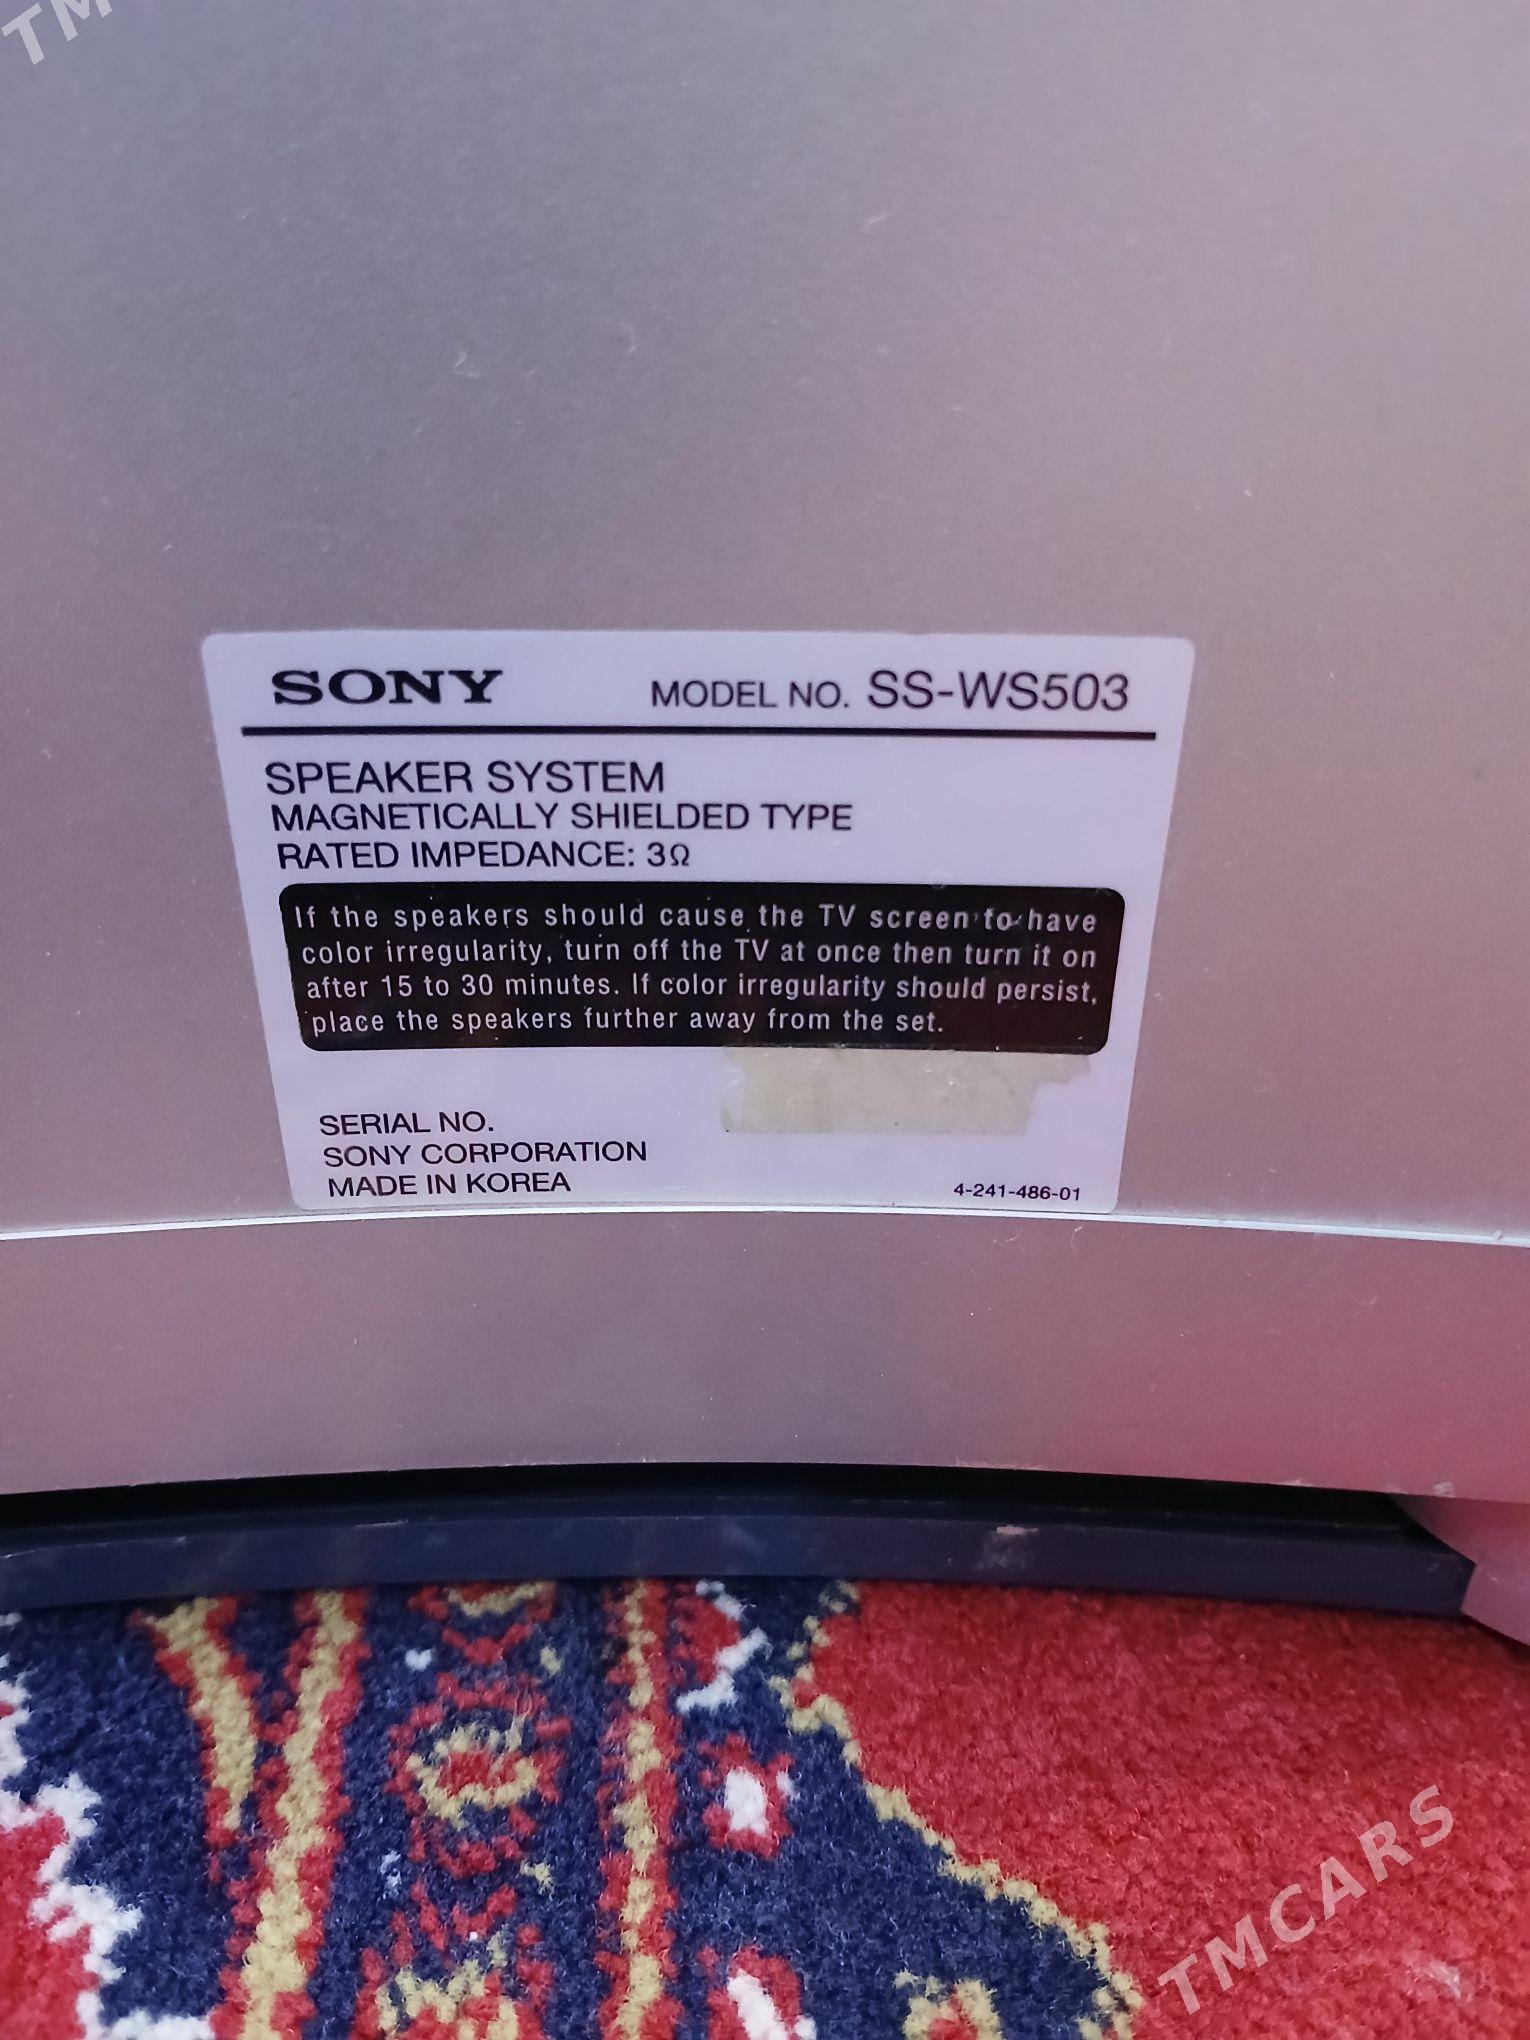 TM
SONY MODEL NO. SS-WS503
SPEAKER SYSTEM
MAGNETICALLY SHIELDED TYPE
RATED IMPEDANCE: 3Ω
If the speakers should cause the TV screen to have
color irregularity, turn off the TV at once then turn it on
after 15 to 30 minutes. If color irregularity should persist,
place the speakers further away from the set.
SERIAL NO.
SONY CORPORATION
MADE IN KOREA 4-241-486-01
TMCARS